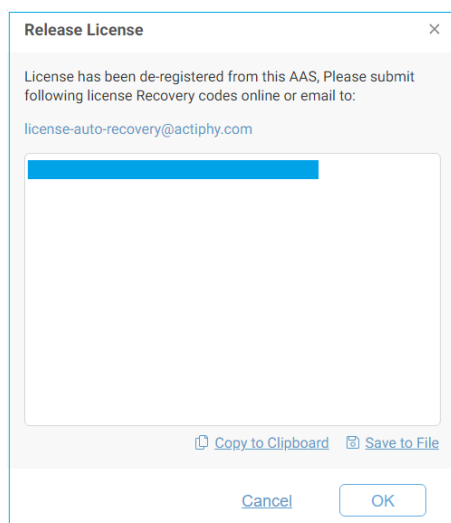 Release License
License has been de-registered from this AAS, Please submit
following license Recovery codes online or email to:
license-auto-recovery@actiphy.com
Copy to Clipboard
Save to File
Cancel
OK